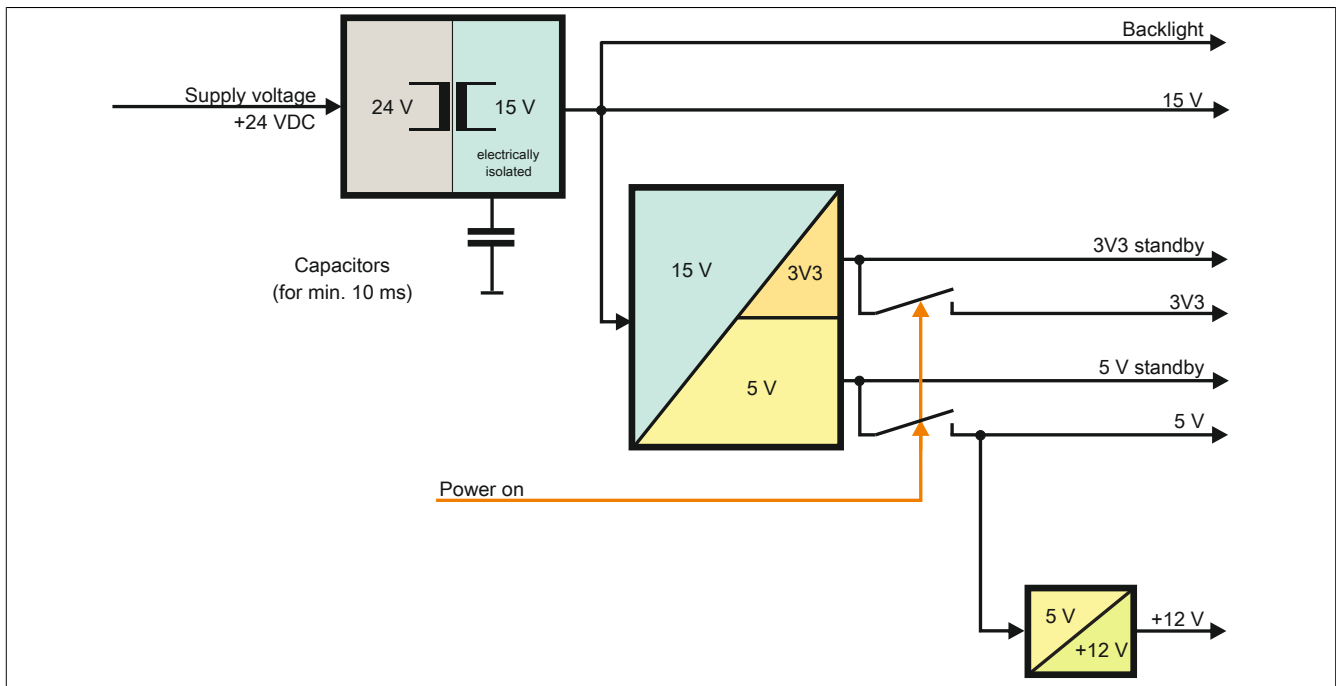 Backlight
Supply voltage
+24 VDC
24 V
15 V
15 V
electrically
isolated
Capacitors
(for min. 10 ms)
15 V
3V3
3V3 standby
3V3
5 V
5 V standby
5 V
Power on
5 V
+12 V
+12 V